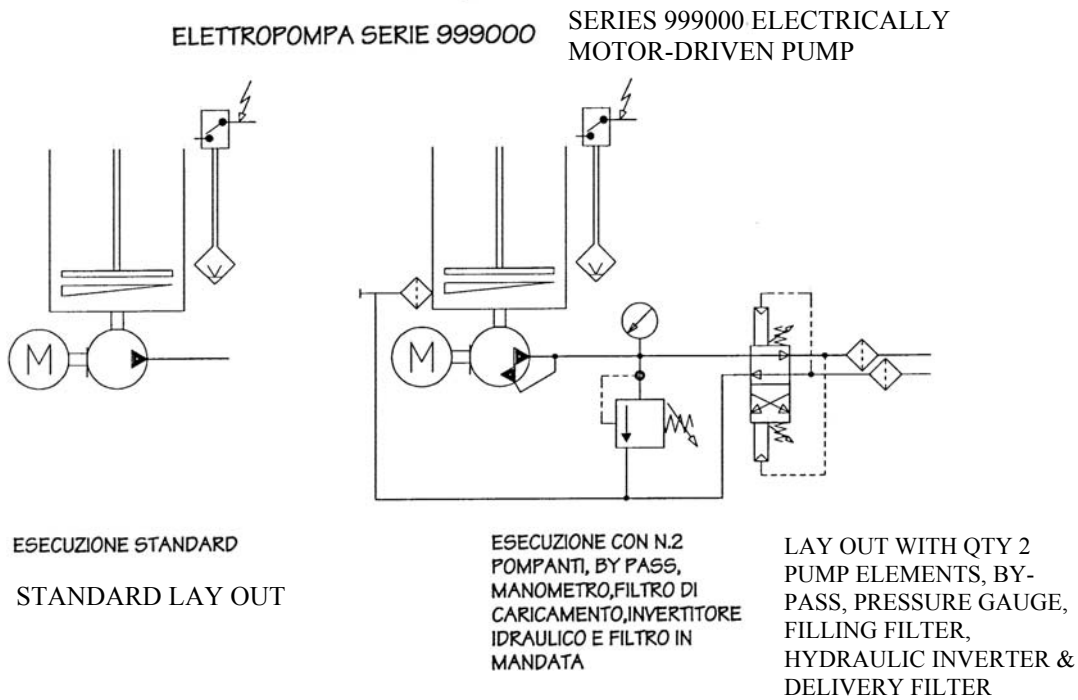 ELETTROPOMPA SERIE 999000
SERIES 999000 ELECTRICALLY
MOTOR-DRIVEN PUMP
M
M
ESECUZIONE STANDARD
STANDARD LAY OUT
ESECUZIONE CON N.2
POMPANTI, BY PASS,
MANOMETRO,FILTRO DI
CARICAMENTO,INVERTITORE
IDRAULICO E FILTRO IN
MANDATA
LAY OUT WITH QTY 2
PUMP ELEMENTS, BY-
PASS, PRESSURE GAUGE,
FILLING FILTER,
HYDRAULIC INVERTER &
DELIVERY FILTER